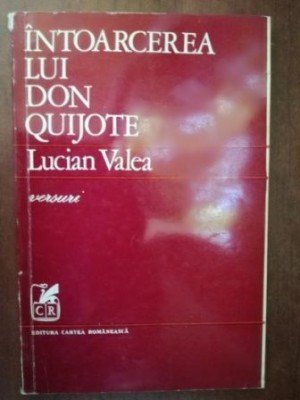 ÎNTOARCEREA
LUI
DON
QUIJOTE
Lucian Valea
versuri
CR
EDITURA CARTEA ROMÂNEASCĂ